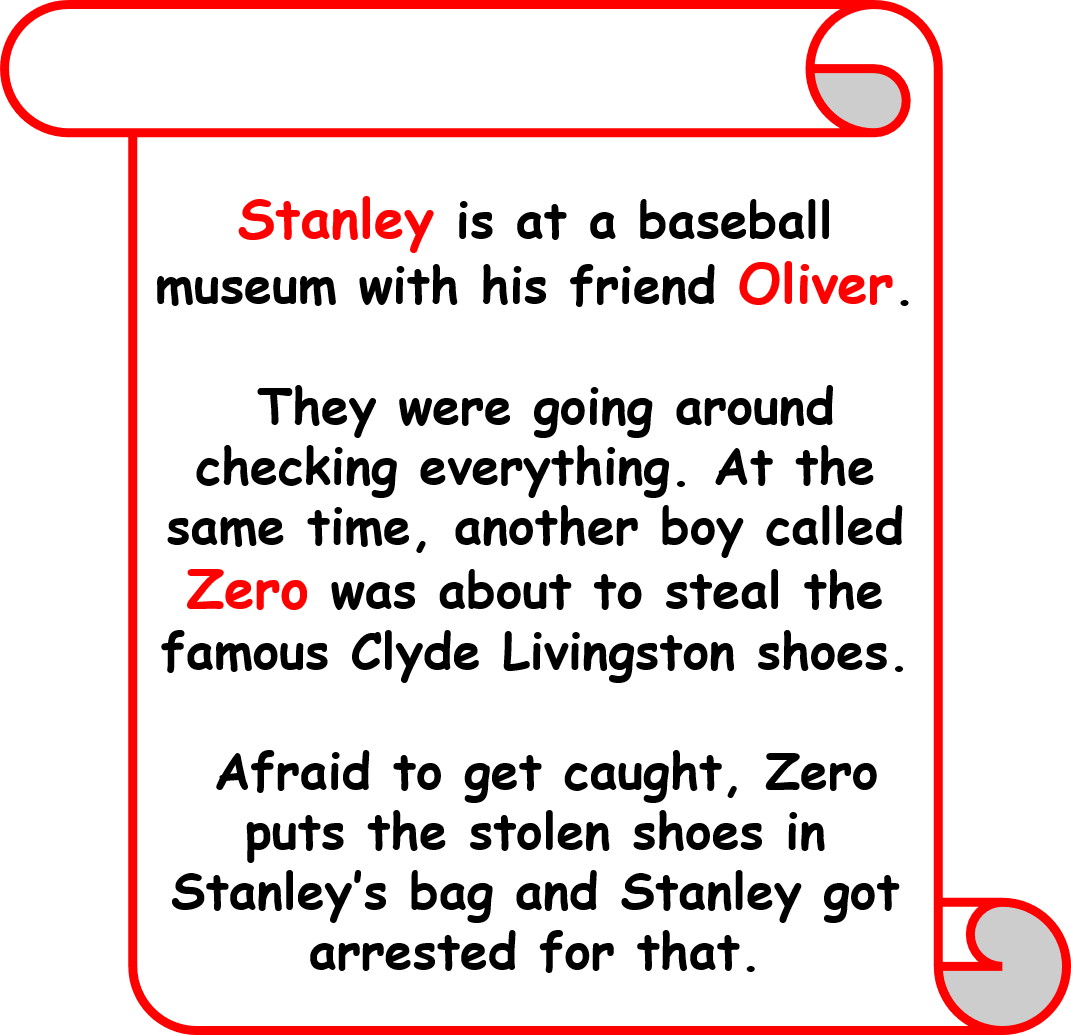 Stanley is at a baseball
museum with his friend Oliver.
They were going around
checking everything. At the
same time, another boy called
Zero was about to steal the
famous Clyde Livingston shoes.
Afraid to get caught, Zero
puts the stolen shoes in
Stanley's bag and Stanley got
arrested for that.